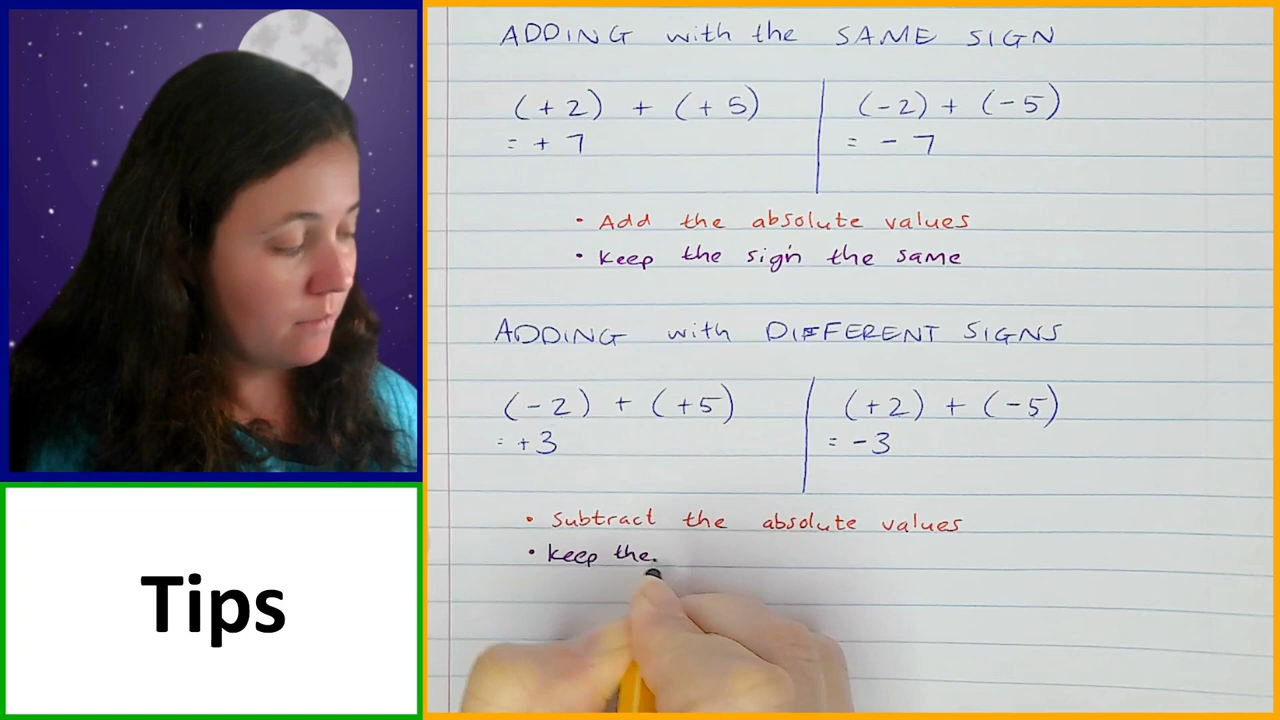 ADDING with the SAME SIGN
(+2) + (+5)
= +7
(-2) + (-5)
= -7
• Add the absolute values
• Keep the sign the same
ADDING with DIFFERENT SIGNS
(-2) + (+5)
= +3
(+2) + (-5)
= -3
• Subtract the absolute values
• Keep the
Tips